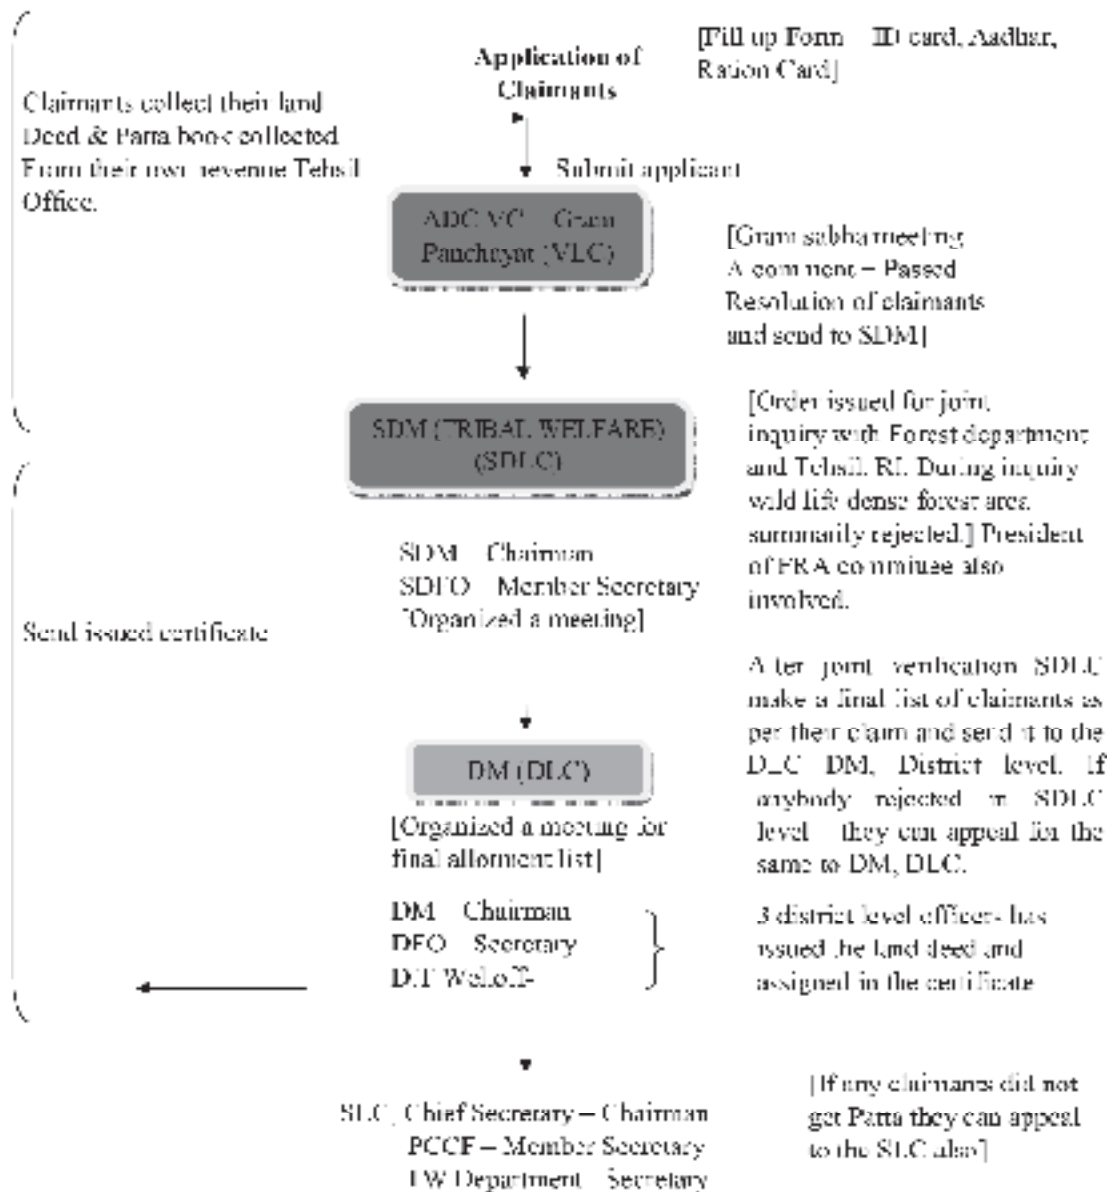 Application of
Claimants
[Fill up Form – ID card, Aadhar,
Ration Card]
Claimants collect their land
Deed & Patta book collected
From their own revenue Tehsil
Office.
Submit applicant
ADC VC – Gram
Panchayat (VLC)
[Gram sabha meeting
A comment – Passed
Resolution of claimants
and send to SDM]
SDM (TRIBAL WELFARE)
(SDLC)
[Order issued for joint
inquiry with Forest department
and Tehsil, RI. During inquiry
wild life dense forest area
summarily rejected.] President
of FRA committee also
involved.
SDM – Chairman
SDFO – Member Secretary
[Organized a meeting]
Send issued certificate
After joint verification SDLC
make a final list of claimants as
per their claim and send it to the
DLC DM, District level. If
anybody rejected in SDLC
level – they can appeal for the
same to DM, DLC.
DM (DLC)
[Organized a meeting for
final allotment list]
DM – Chairman
DFO – Secretary
3 district level officers has
issued the land deed and
assigned in the certificate
SLC, Chief Secretary – Chairman
PCCF – Member Secretary
TW Department – Secretary
[If any claimants did not
get Patta they can appeal
to the SLC also]